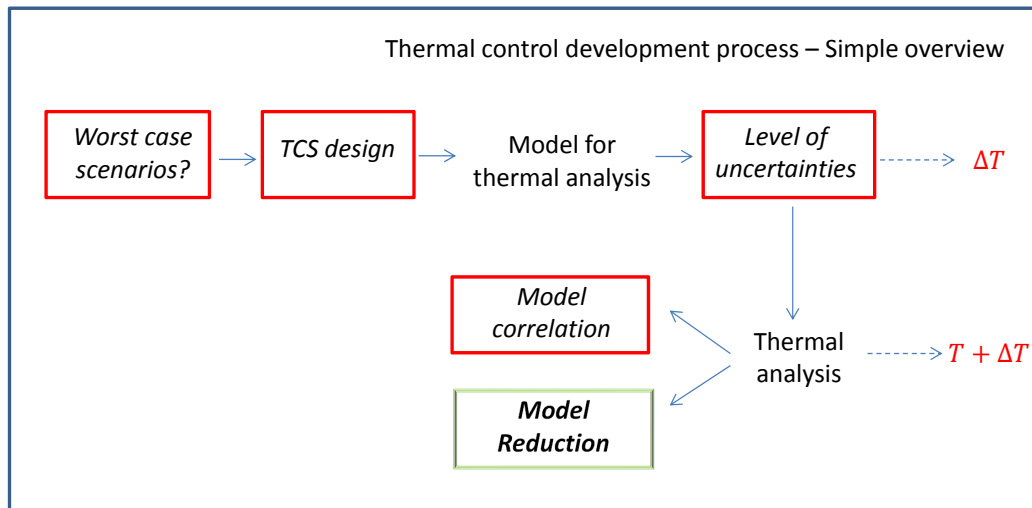 Thermal control development process – Simple overview
Worst case
scenarios?
TCS design
Model for
thermal analysis
Level of
uncertainties
ΔT
Model
correlation
Thermal
analysis
T + ΔT
Model
Reduction